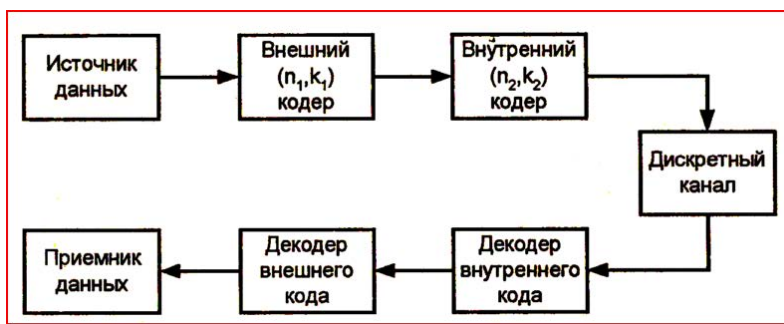 Источник
данных
Внешний
(n₁,k₁)
кодер
Внутренний
(n₂,k₂)
кодер
Дискретный
канал
Приемник
данных
Декодер
внешнего
кода
Декодер
внутреннего
кода